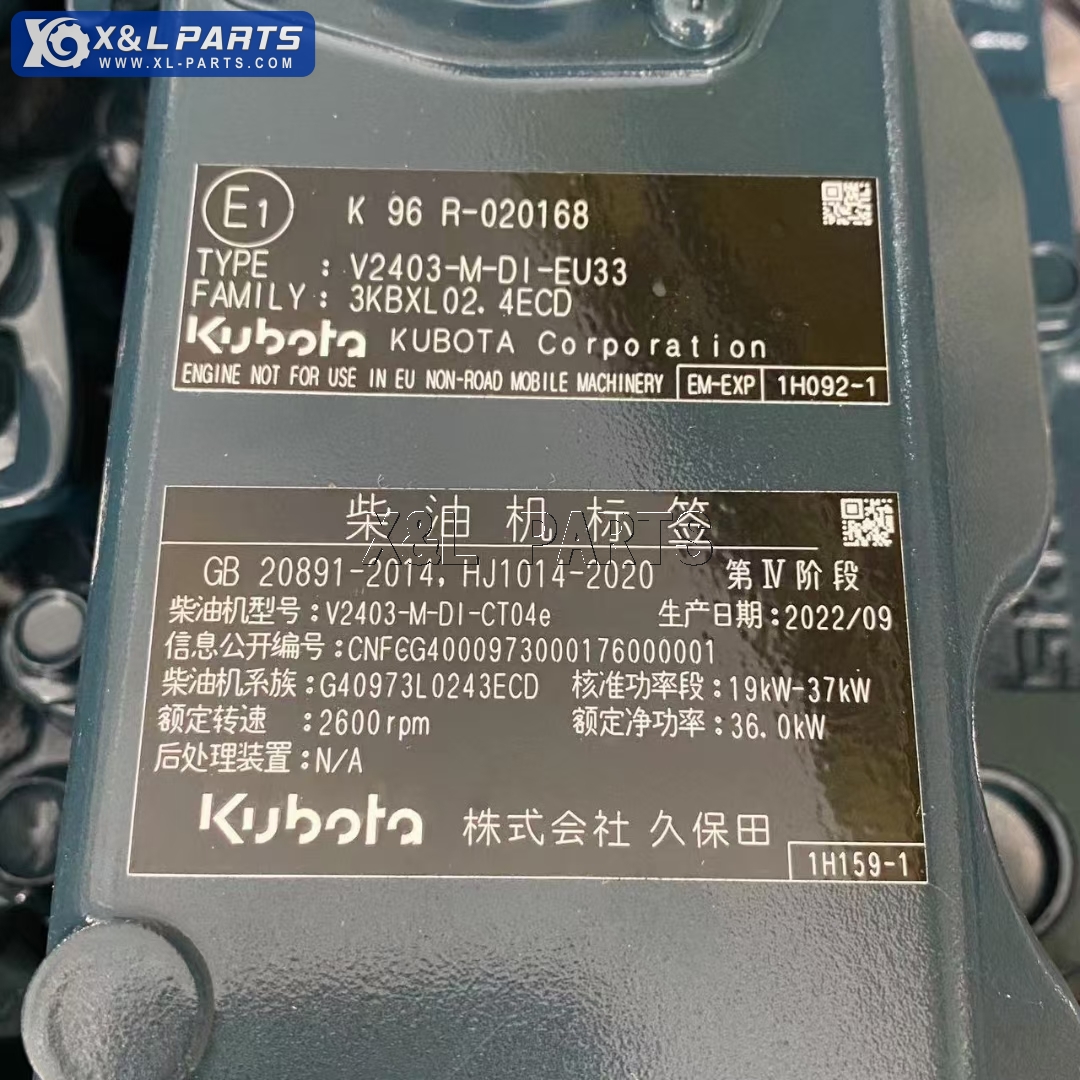 X&L PARTS
WWW.XL-PARTS.COM
E1 K 96 R-020168
TYPE : V2403-M-DI-EU33
FAMILY : 3KBXL02.4ECD
Kubota KUBOTA Corporation
ENGINE NOT FOR USE IN EU NON-ROAD MOBILE MACHINERY EM-EXP 1H092-1
柴油机标签
X&L PARTS
GB 20891-2014, HJ1014-2020 第Ⅳ阶段
柴油机型号:V2403-M-DI-CT04e 生产日期:2022/09
信息公开编号:CNFCG4000973000176000001
柴油机系族:G40973L0243ECD 核准功率段:19kW-37kW
额定转速 :2600rpm 额定净功率:36.0kW
后处理装置:N/A
Kubota 株式会社 久保田
1H159-1